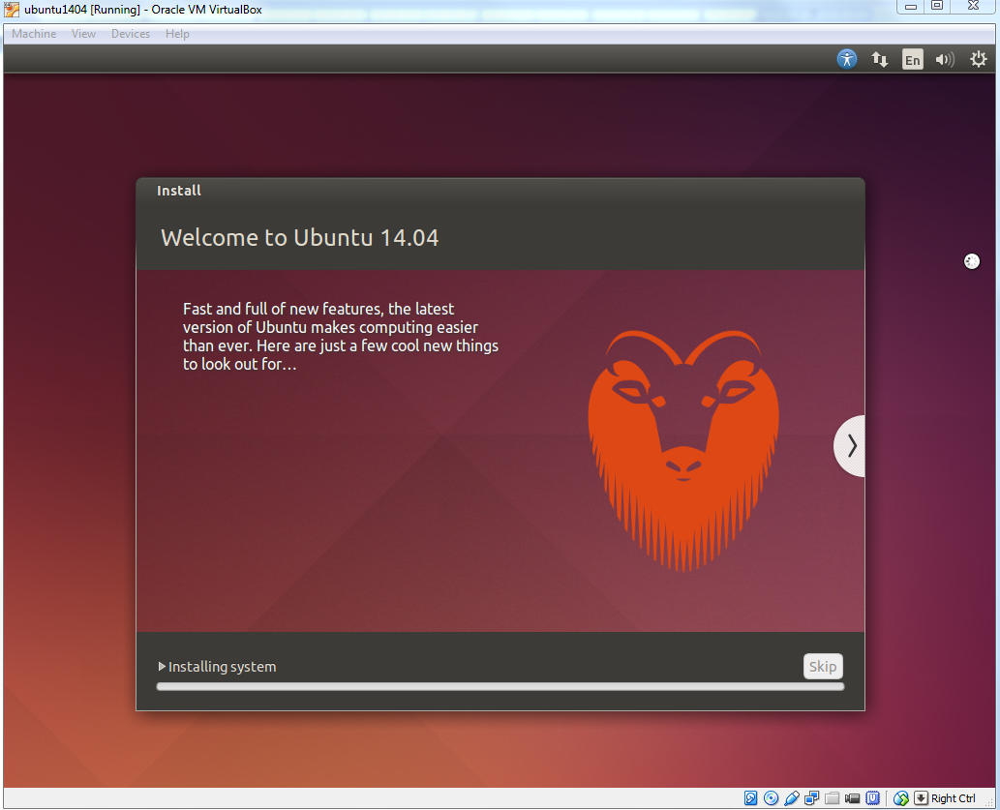 ubuntu1404 [Running] - Oracle VM VirtualBox
Machine View Devices Help
En
Install
Welcome to Ubuntu 14.04
Fast and full of new features, the latest
version of Ubuntu makes computing easier
than ever. Here are just a few cool new things
to look out for…
Installing system
Skip
Right Ctrl